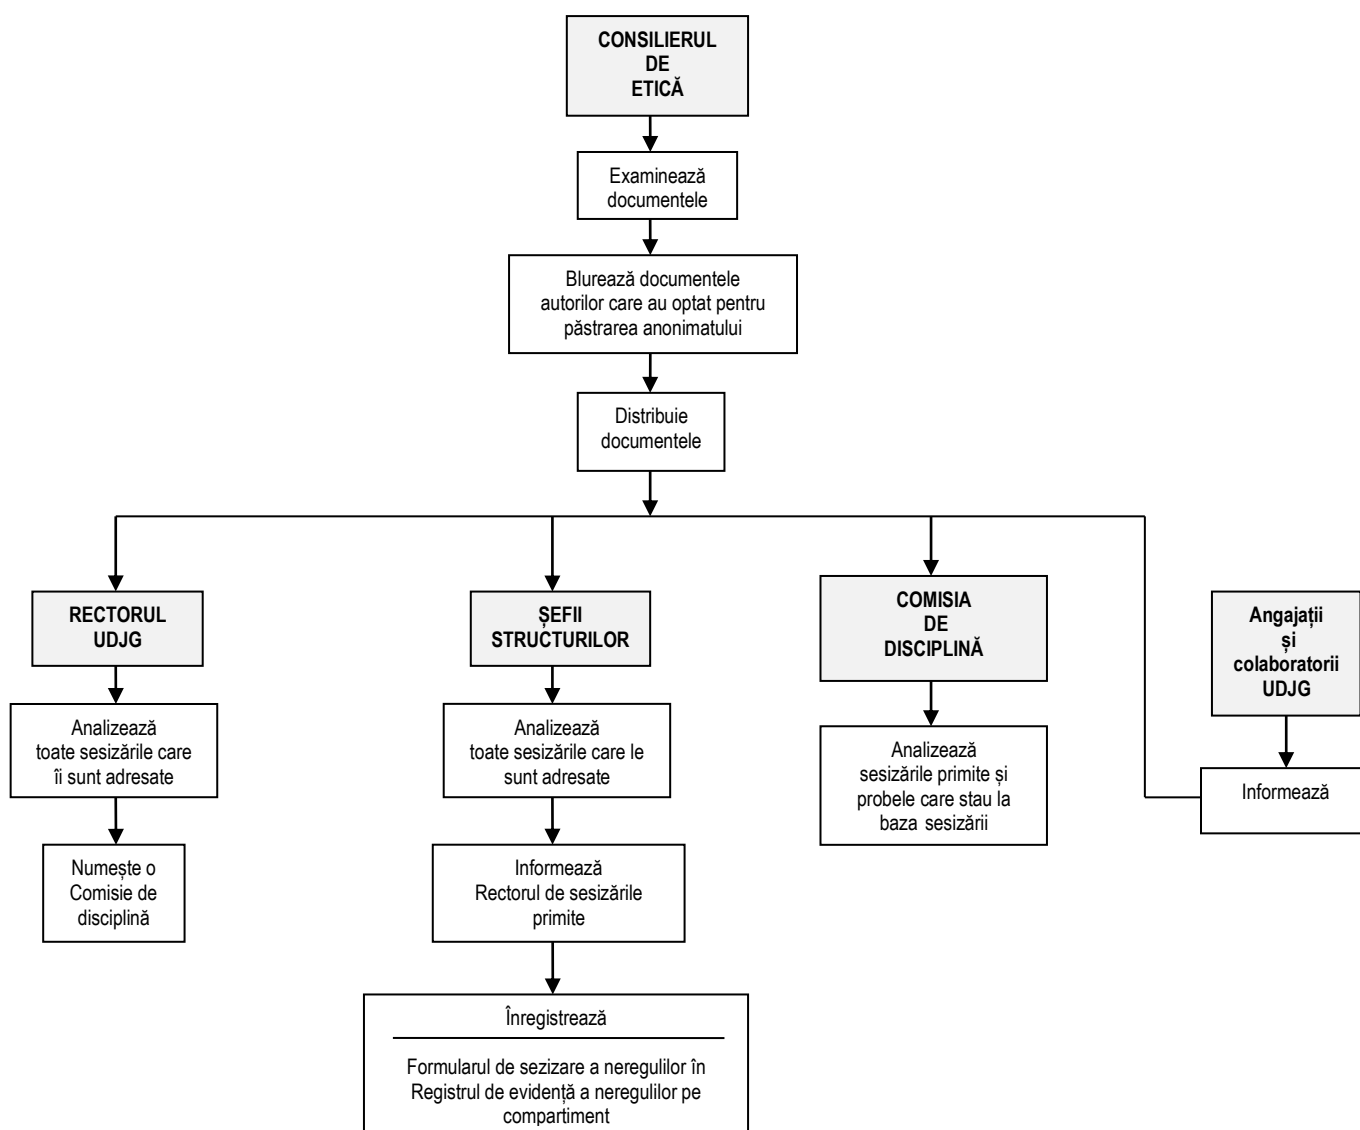 CONSILIERUL
DE
ETICĂ
Examinează
documentele
Blurează documentele
autorilor care au optat pentru
păstrarea anonimatului
Distribuie
documentele
RECTORUL
UDJG
Analizează
toate sesizările care
îi sunt adresate
Numește o
Comisie de
disciplină
ȘEFII
STRUCTURILOR
Analizează
toate sesizările care le
sunt adresate
Informează
Rectorul de sesizările
primite
Înregistrează
Formularul de sezizare a neregulilor în
Registrul de evidență a neregulilor pe
compartiment
COMISIA
DE
DISCIPLINĂ
Analizează
sesizările primite și
probele care stau la
baza sesizării
Angajații
și
colaboratorii
UDJG
Informează